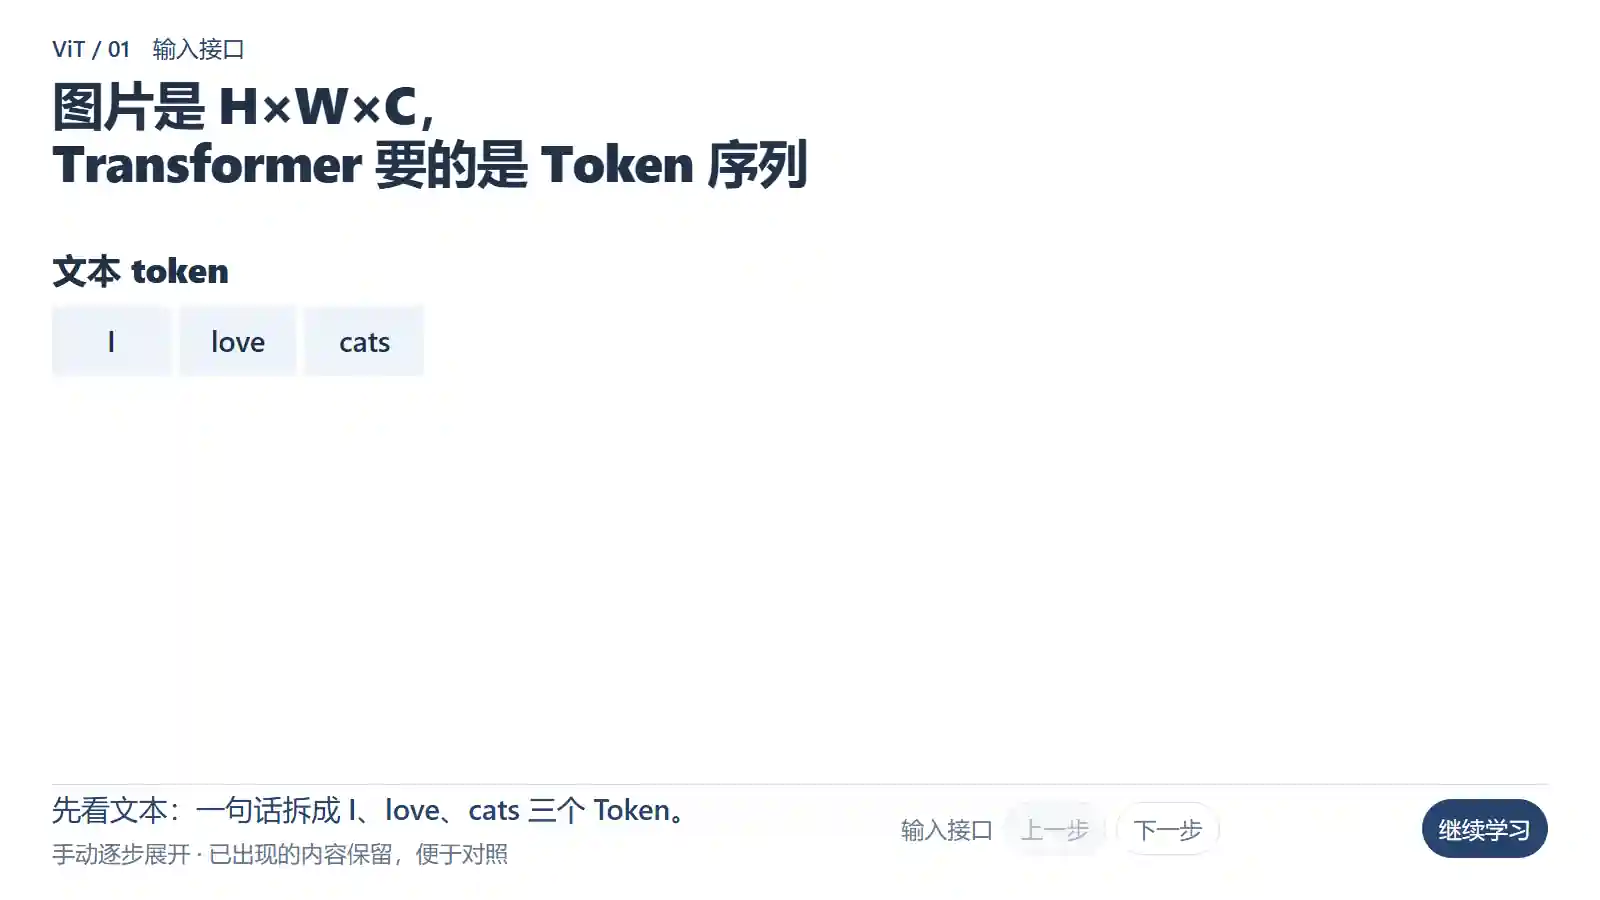 ViT / 01 输入接口
图片是 H×W×C,
Transformer 要的是 Token 序列
文本 token
I love cats
先看文本：一句话拆成 I、love、cats 三个 Token。
手动逐步展开 · 已出现的内容保留，便于对照
输入接口 上一步 下一步 继续学习